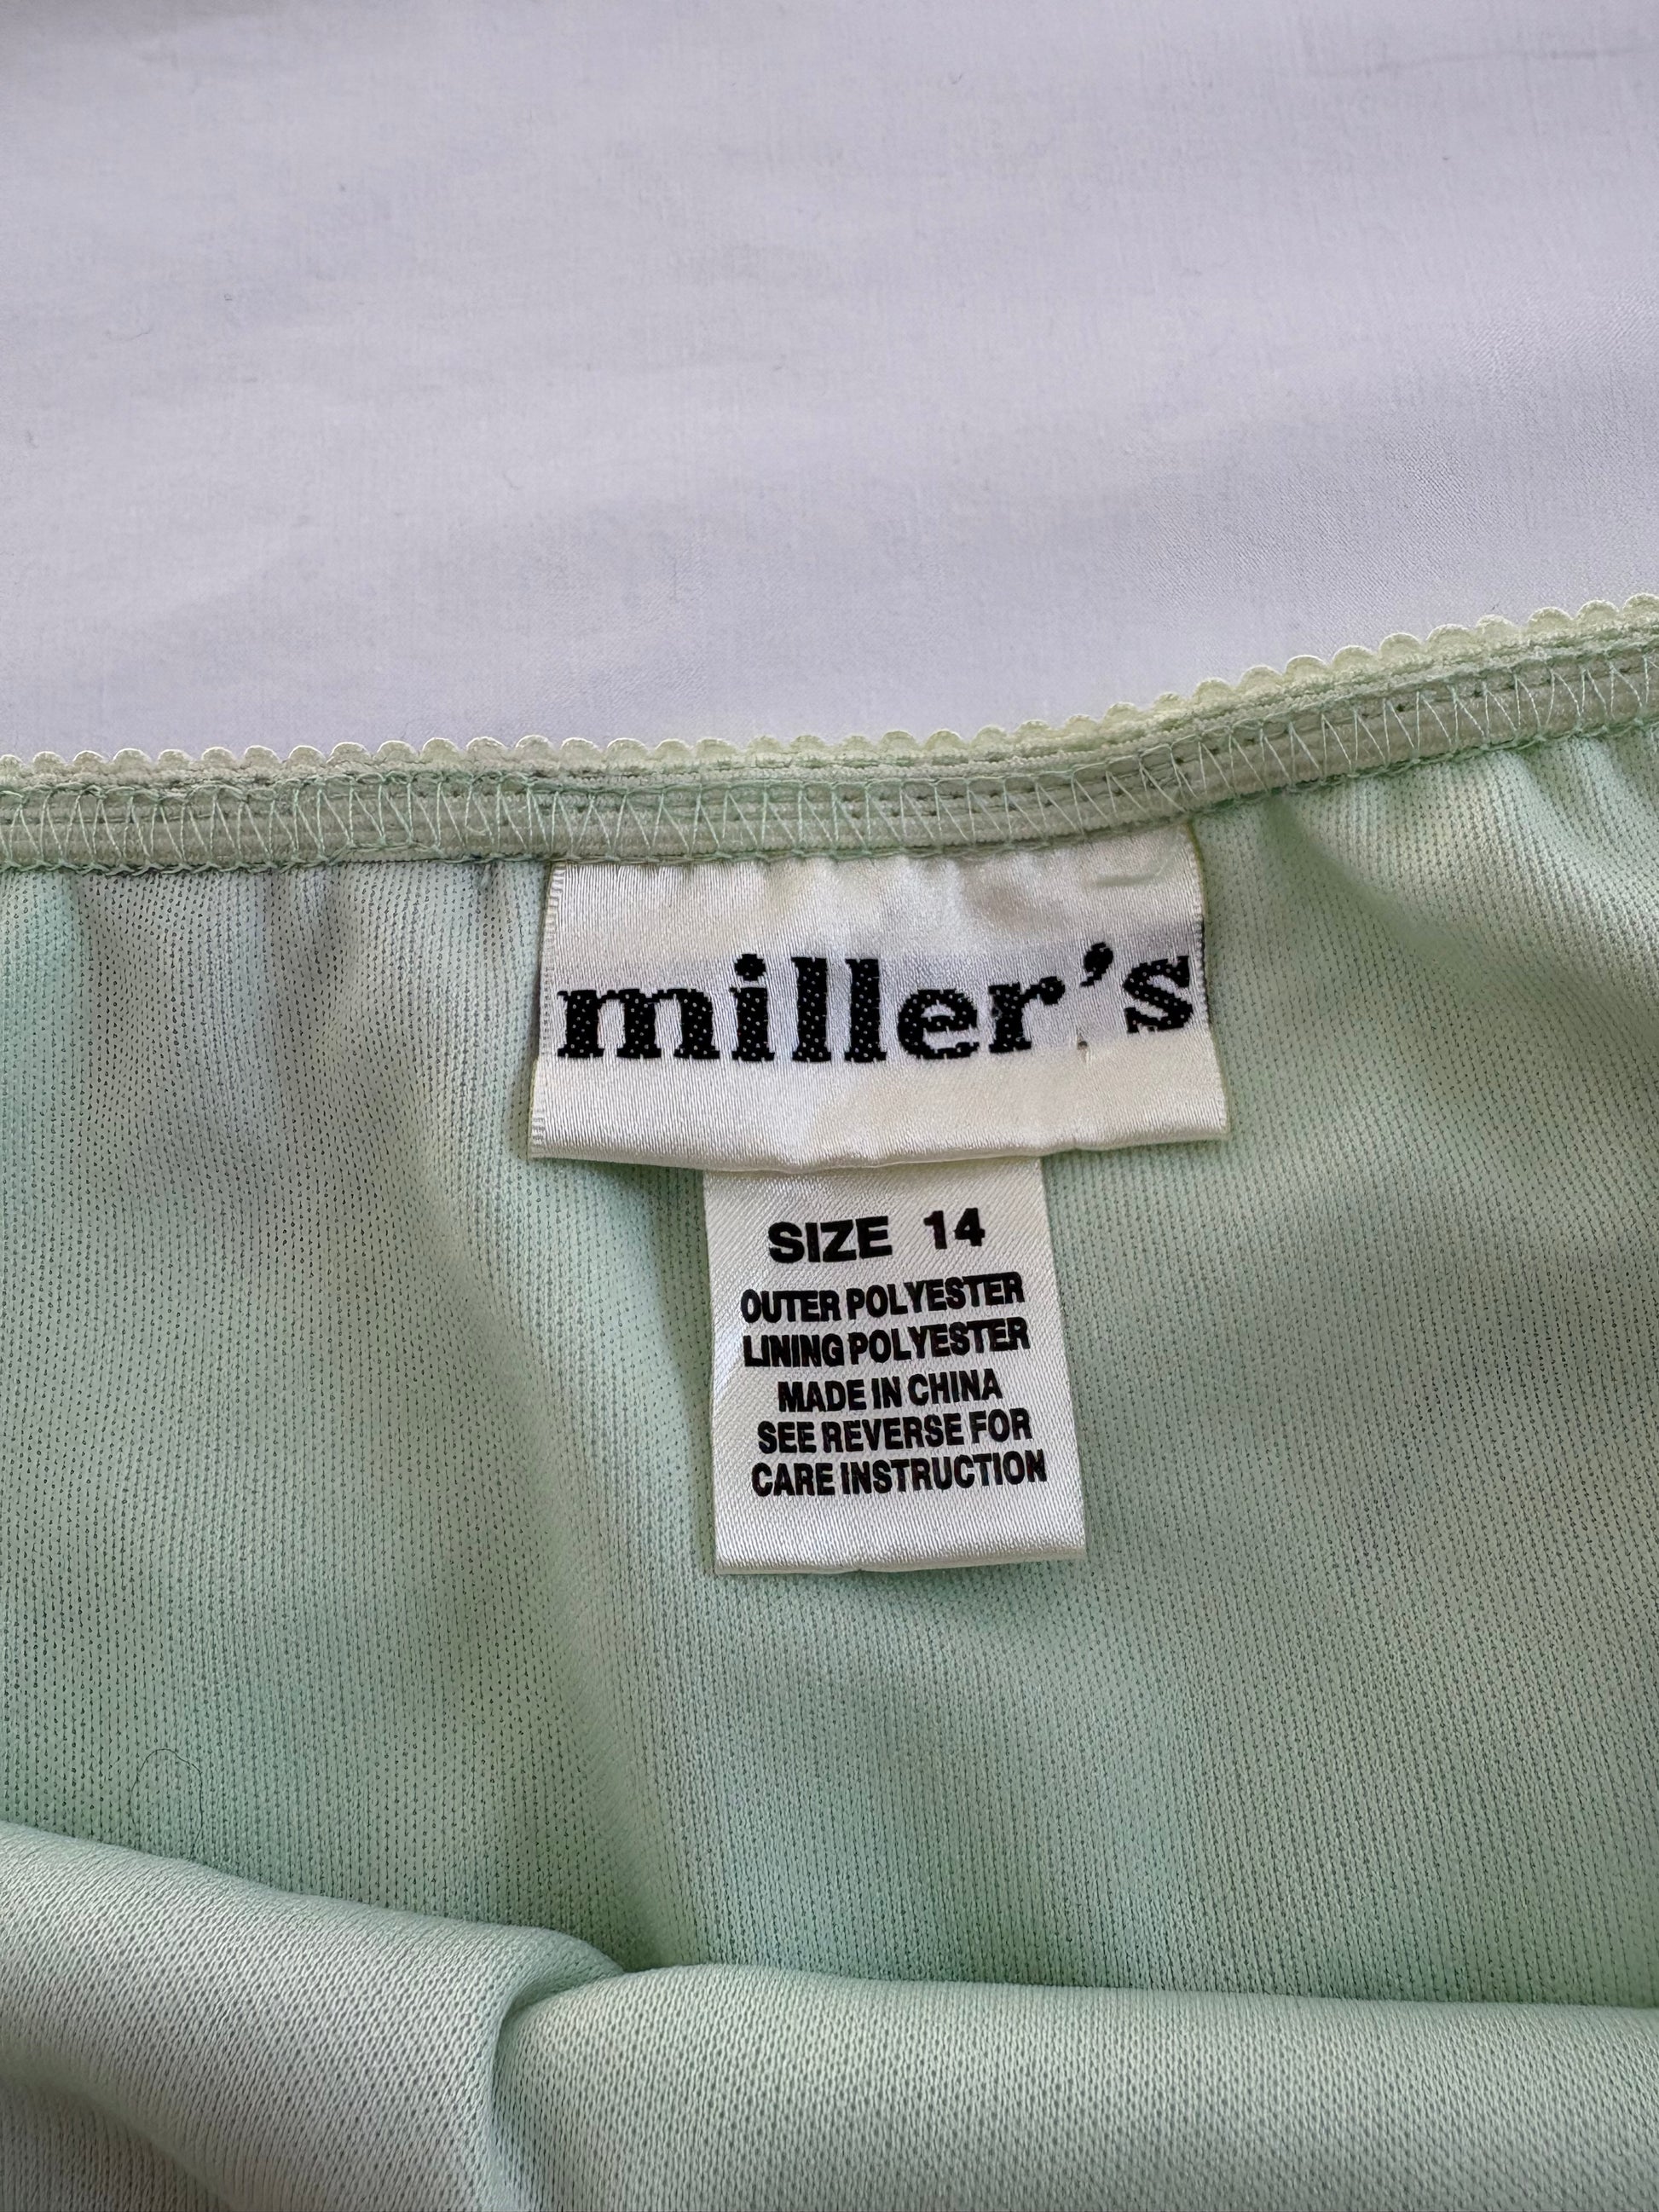 miller's
SIZE 14
OUTER POLYESTER
LINING POLYESTER
MADE IN CHINA
SEE REVERSE FOR
CARE INSTRUCTION